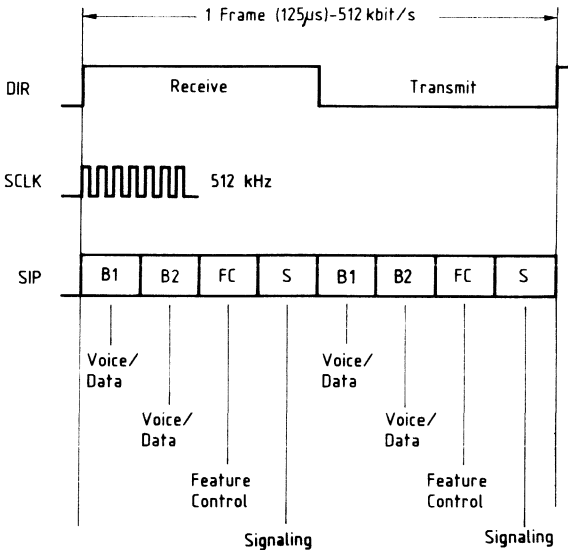 1 Frame (125µs)-512 kbit/s
DIR Receive Transmit
SCLK 512 kHz
SIP B1 B2 FC S B1 B2 FC S
Voice/ Voice/
Data Data
Voice/ Voice/
Data Data
Feature Feature
Control Control
Signaling Signaling